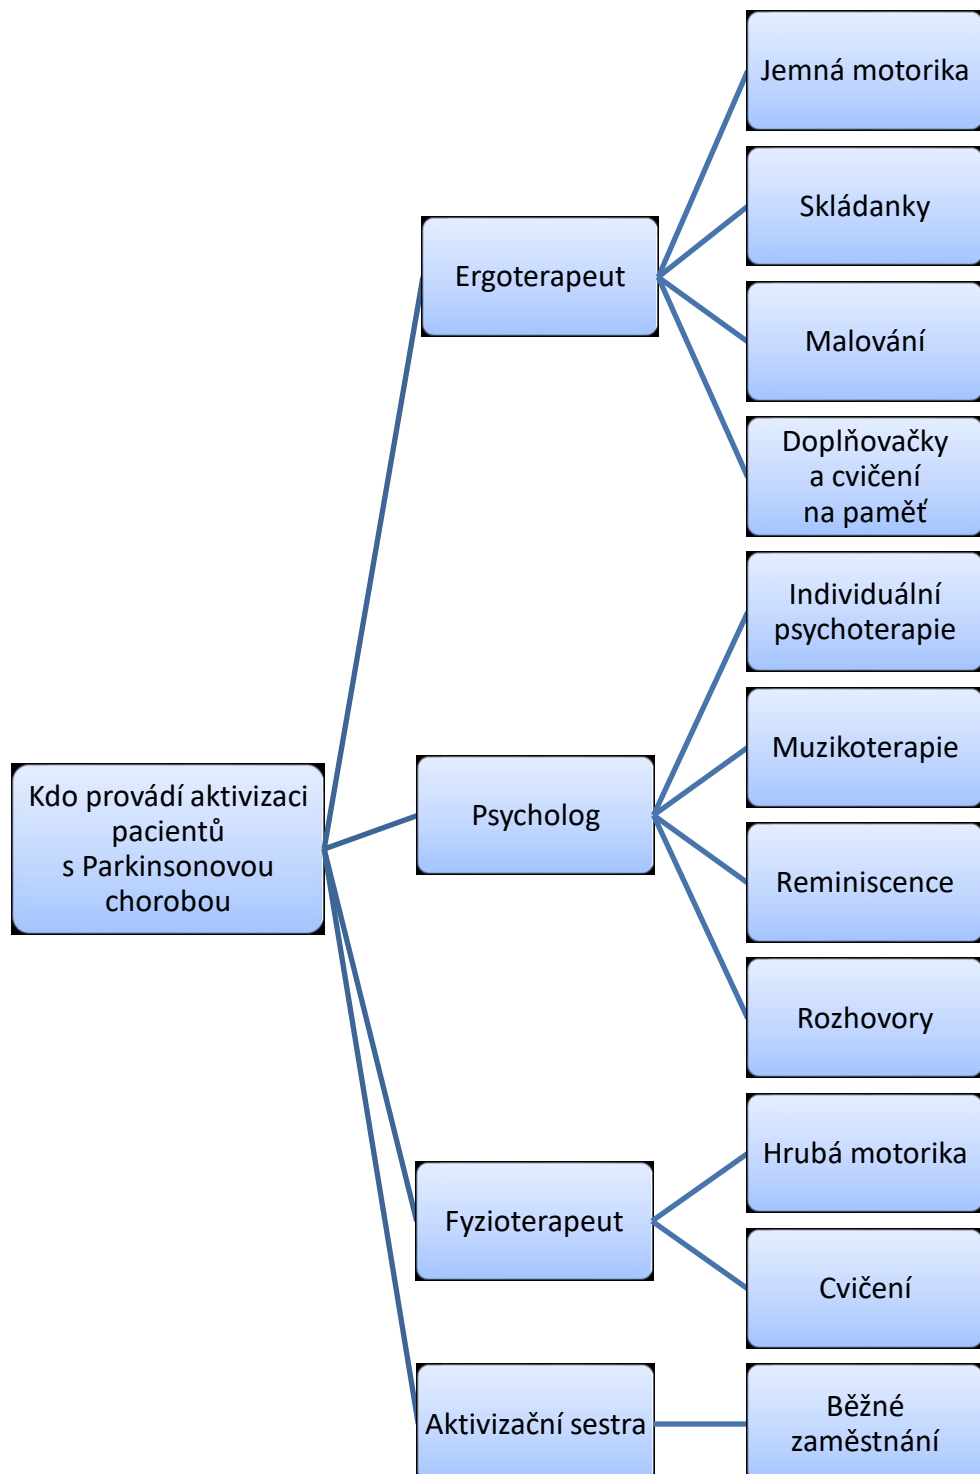 Kdo provádí aktivizaci
pacientů
s Parkinsonovou
chorobou
Ergoterapeut
Jemná motorika
Skládanky
Malování
Doplňovačky
a cvičení
na paměť
Psycholog
Individuální
psychoterapie
Muzikoterapie
Reminiscence
Rozhovory
Fyzioterapeut
Hrubá motorika
Cvičení
Aktivizační sestra
Běžné
zaměstnání